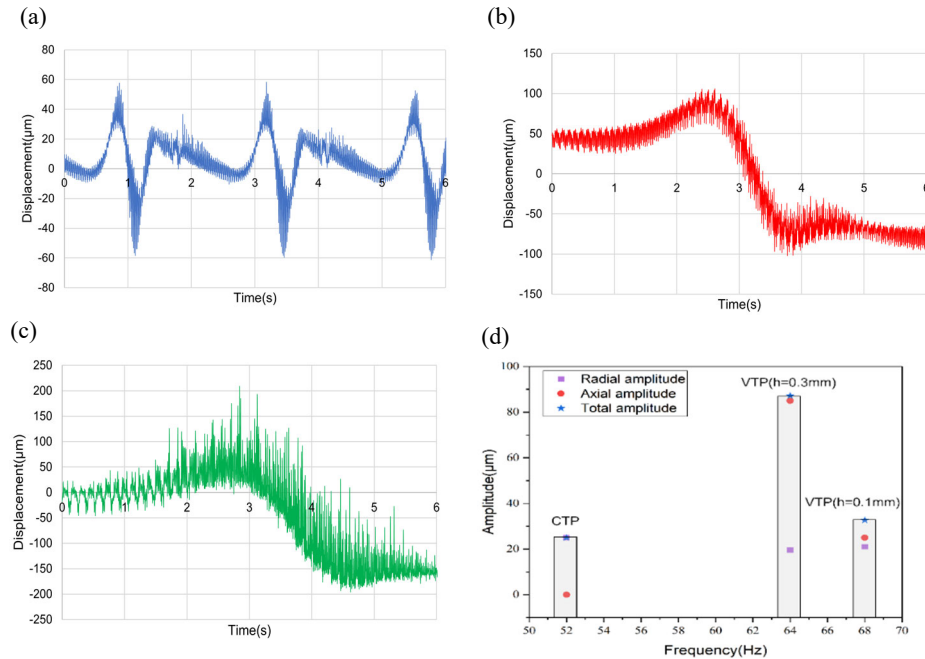 (a)
80
60
40
20
0
-20
-40
-60
-80
0 1 2 3 4 5 6
Displacement(μm)
Time(s)
(b)
150
100
50
0
-50
-100
-150
0 1 2 3 4 5 6
Displacement(μm)
Time(s)
(c)
250
200
150
100
50
0
-50
-100
-150
-200
-250
0 1 2 3 4 5 6
Displacement(μm)
Time(s)
(d)
100
80
60
40
20
0
Amplitude(μm)
Radial amplitude
Axial amplitude
Total amplitude
VTP(h=0.3mm)
VTP(h=0.1mm)
CTP
50 52 54 56 58 60 62 64 66 68 70
Frequency(Hz)